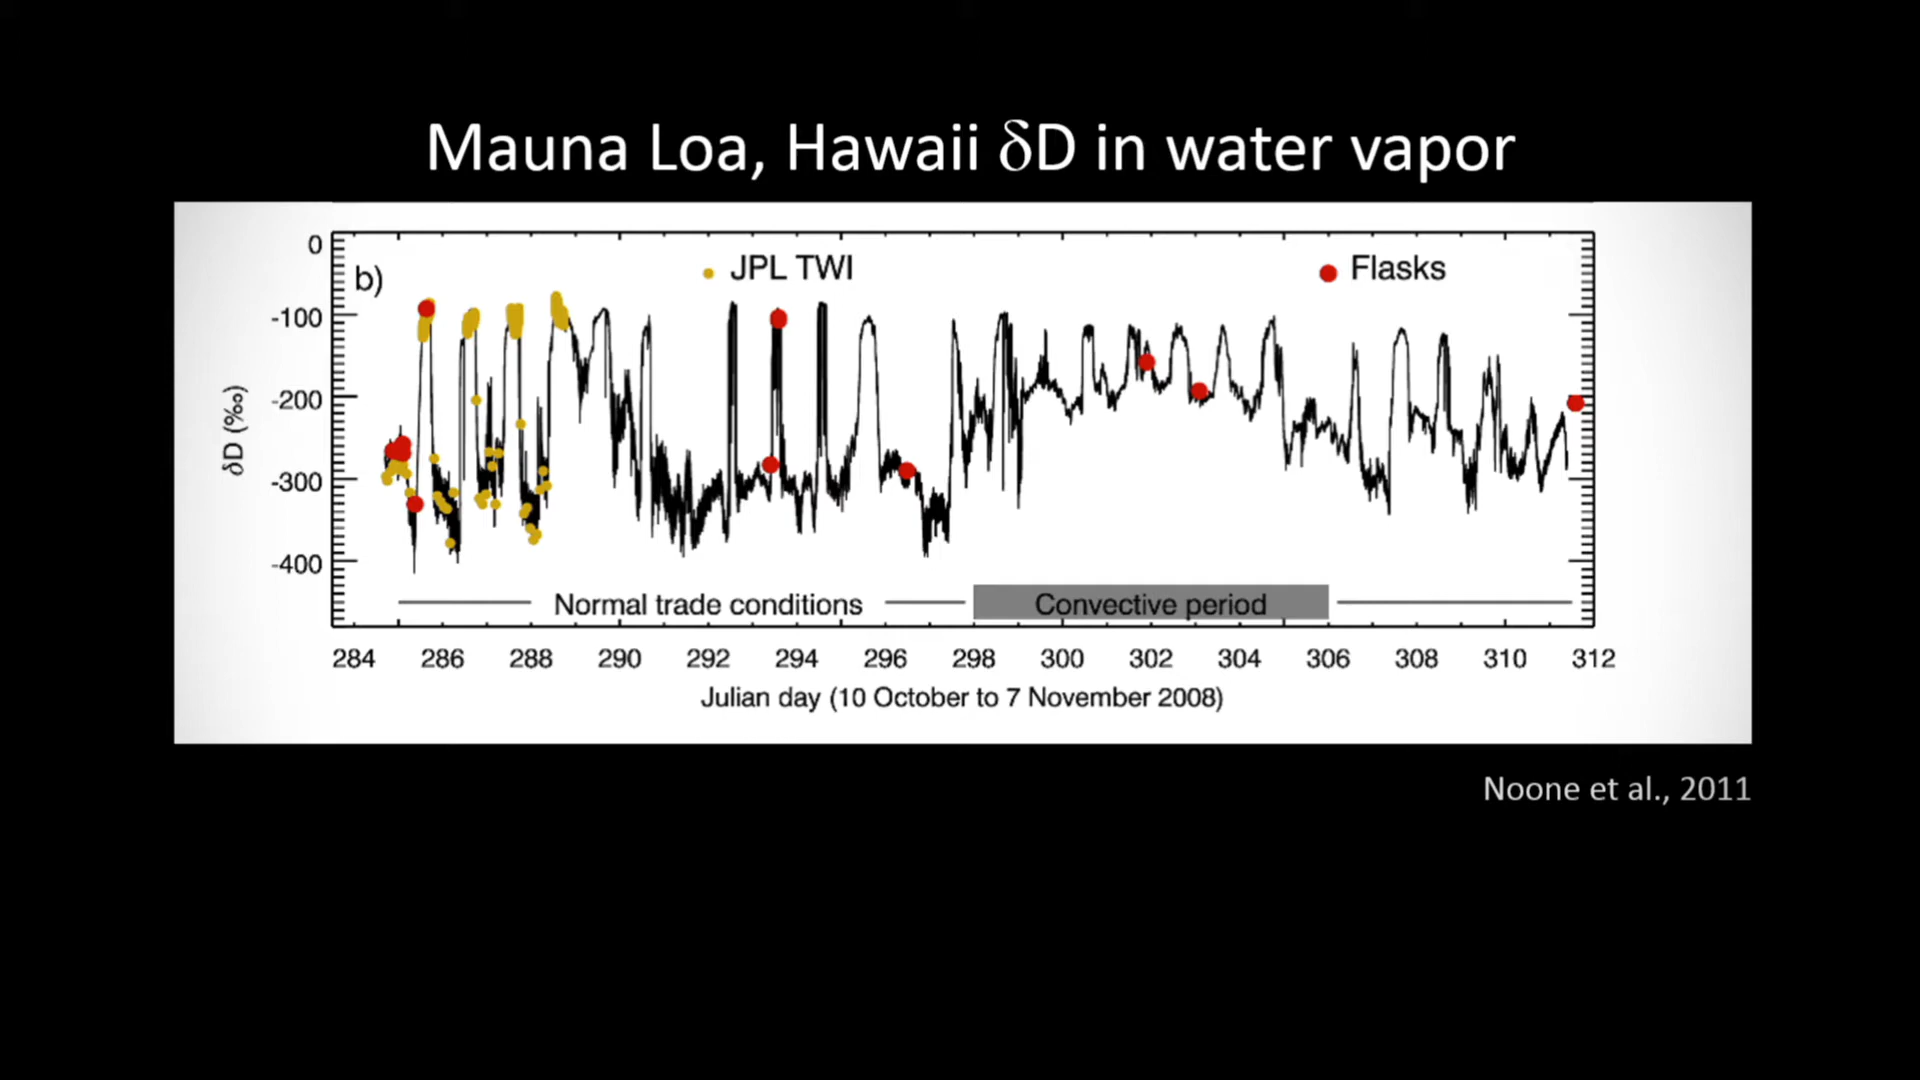 Mauna Loa, Hawaii δD in water vapor
b)
JPL TWI
Flasks
0
-100
-200
-300
-400
δD (‰)
Normal trade conditions
Convective period
284 286 288 290 292 294 296 298 300 302 304 306 308 310 312
Julian day (10 October to 7 November 2008)
Noone et al., 2011